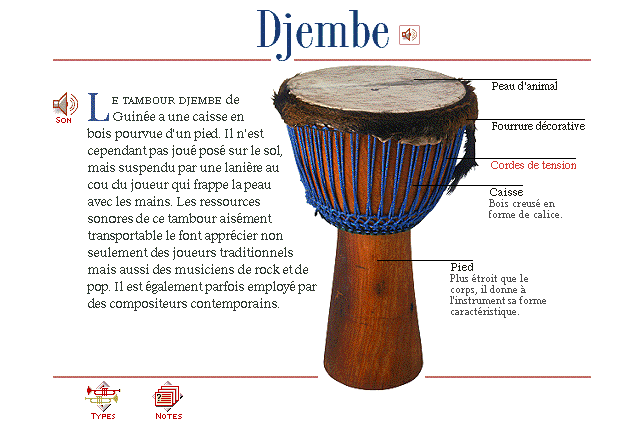 Djembe
Son
LE TAMBOUR DJEMBE de
Guinée a une caisse en
bois pourvue d'un pied. Il n'est
cependant pas joué posé sur le sol,
mais suspendu par une lanière au
cou du joueur qui frappe la peau
avec les mains. Les ressources
sonores de ce tambour aisément
transportable le font apprécier non
seulement des joueurs traditionnels
mais aussi des musiciens de rock et de
pop. Il est également parfois employé par
des compositeurs contemporains.
Peau d'animal
Fourrure décorative
Cordes de tension
Caisse
Bois creusé en
forme de calice.
Pied
Plus étroit que le
corps, il donne à
l'instrument sa forme
caractéristique.
Types
Notes